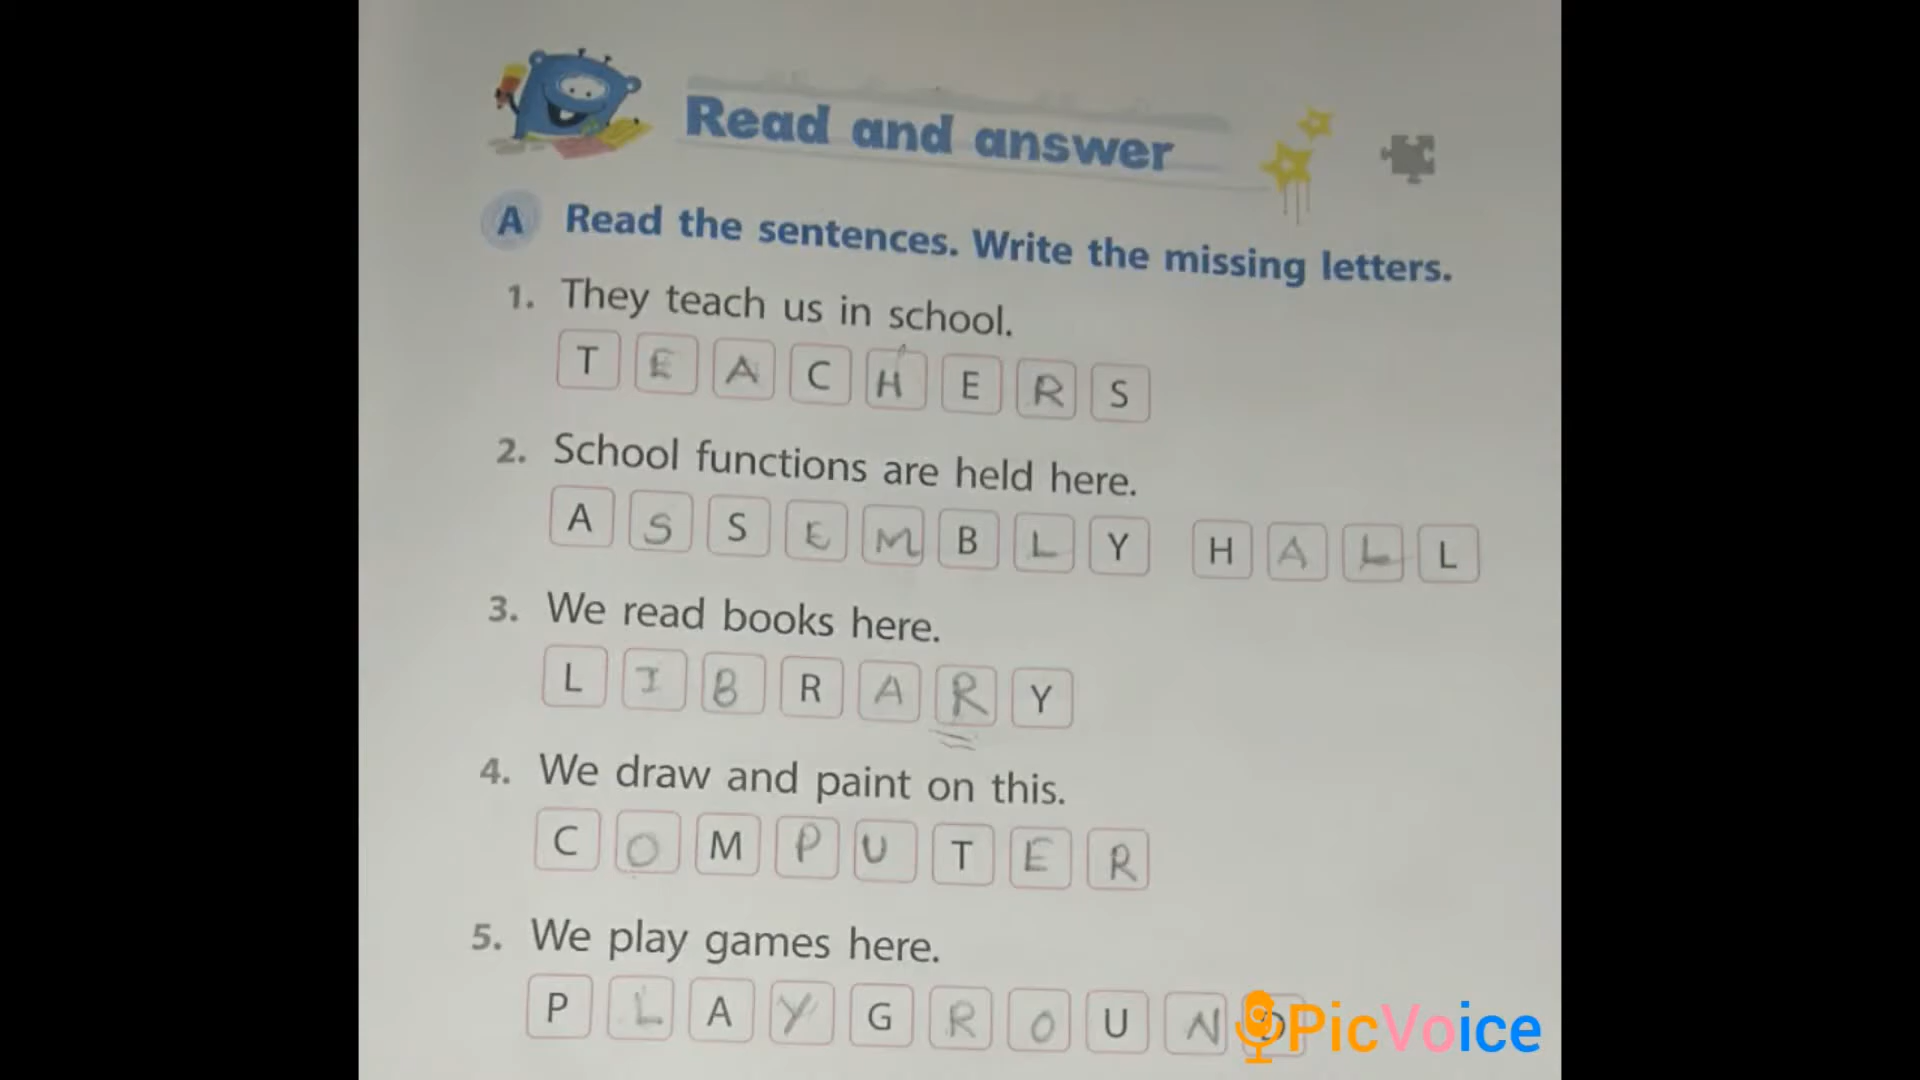 Read and answer
A Read the sentences. Write the missing letters.
1. They teach us in school.
T E A C H E R S
2. School functions are held here.
A S S E M B L Y H A L L
3. We read books here.
L I B R A R Y
4. We draw and paint on this.
C O M P U T E R
5. We play games here.
P L A Y G R O U N D
PicVoice